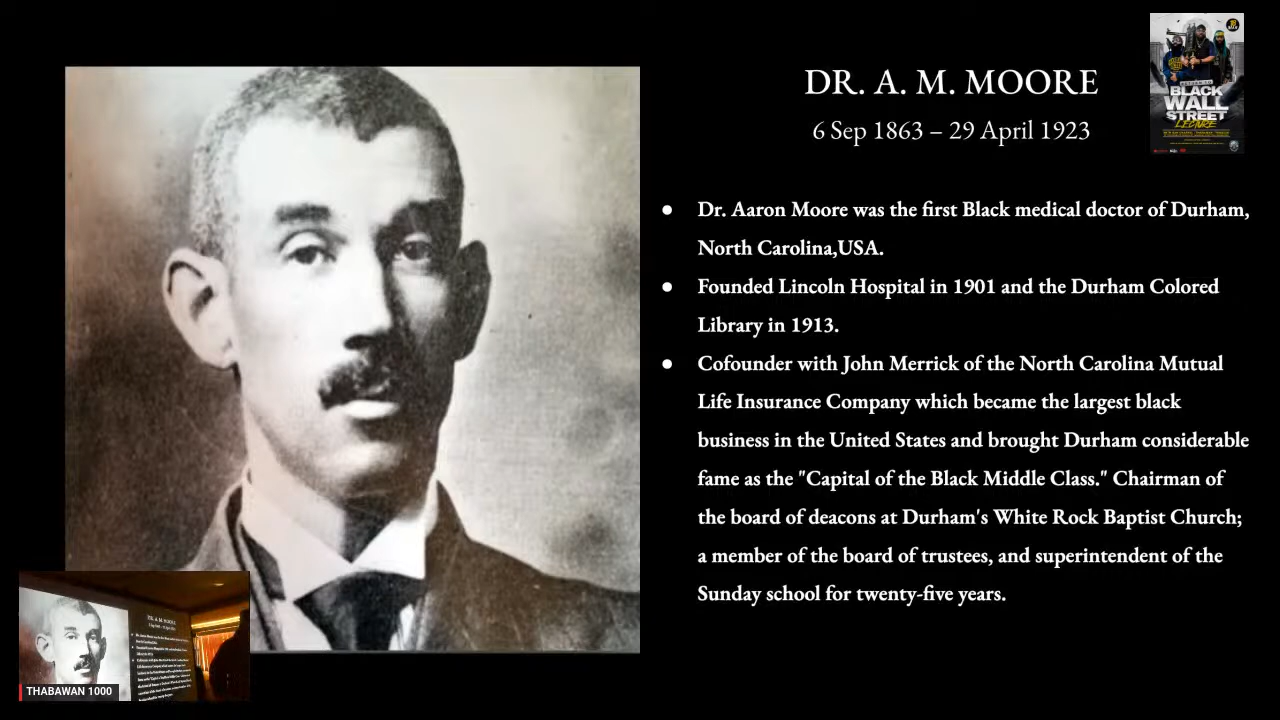 DR. A. M. MOORE
6 Sep 1863 – 29 April 1923
BLACK
WALL
STREET
LECTURE
● Dr. Aaron Moore was the first Black medical doctor of Durham,
North Carolina,USA.
● Founded Lincoln Hospital in 1901 and the Durham Colored
Library in 1913.
● Cofounder with John Merrick of the North Carolina Mutual
Life Insurance Company which became the largest black
business in the United States and brought Durham considerable
fame as the "Capital of the Black Middle Class." Chairman of
the board of deacons at Durham's White Rock Baptist Church;
a member of the board of trustees, and superintendent of the
Sunday school for twenty-five years.
DR. A. M. MOORE
THABAWAN 1000